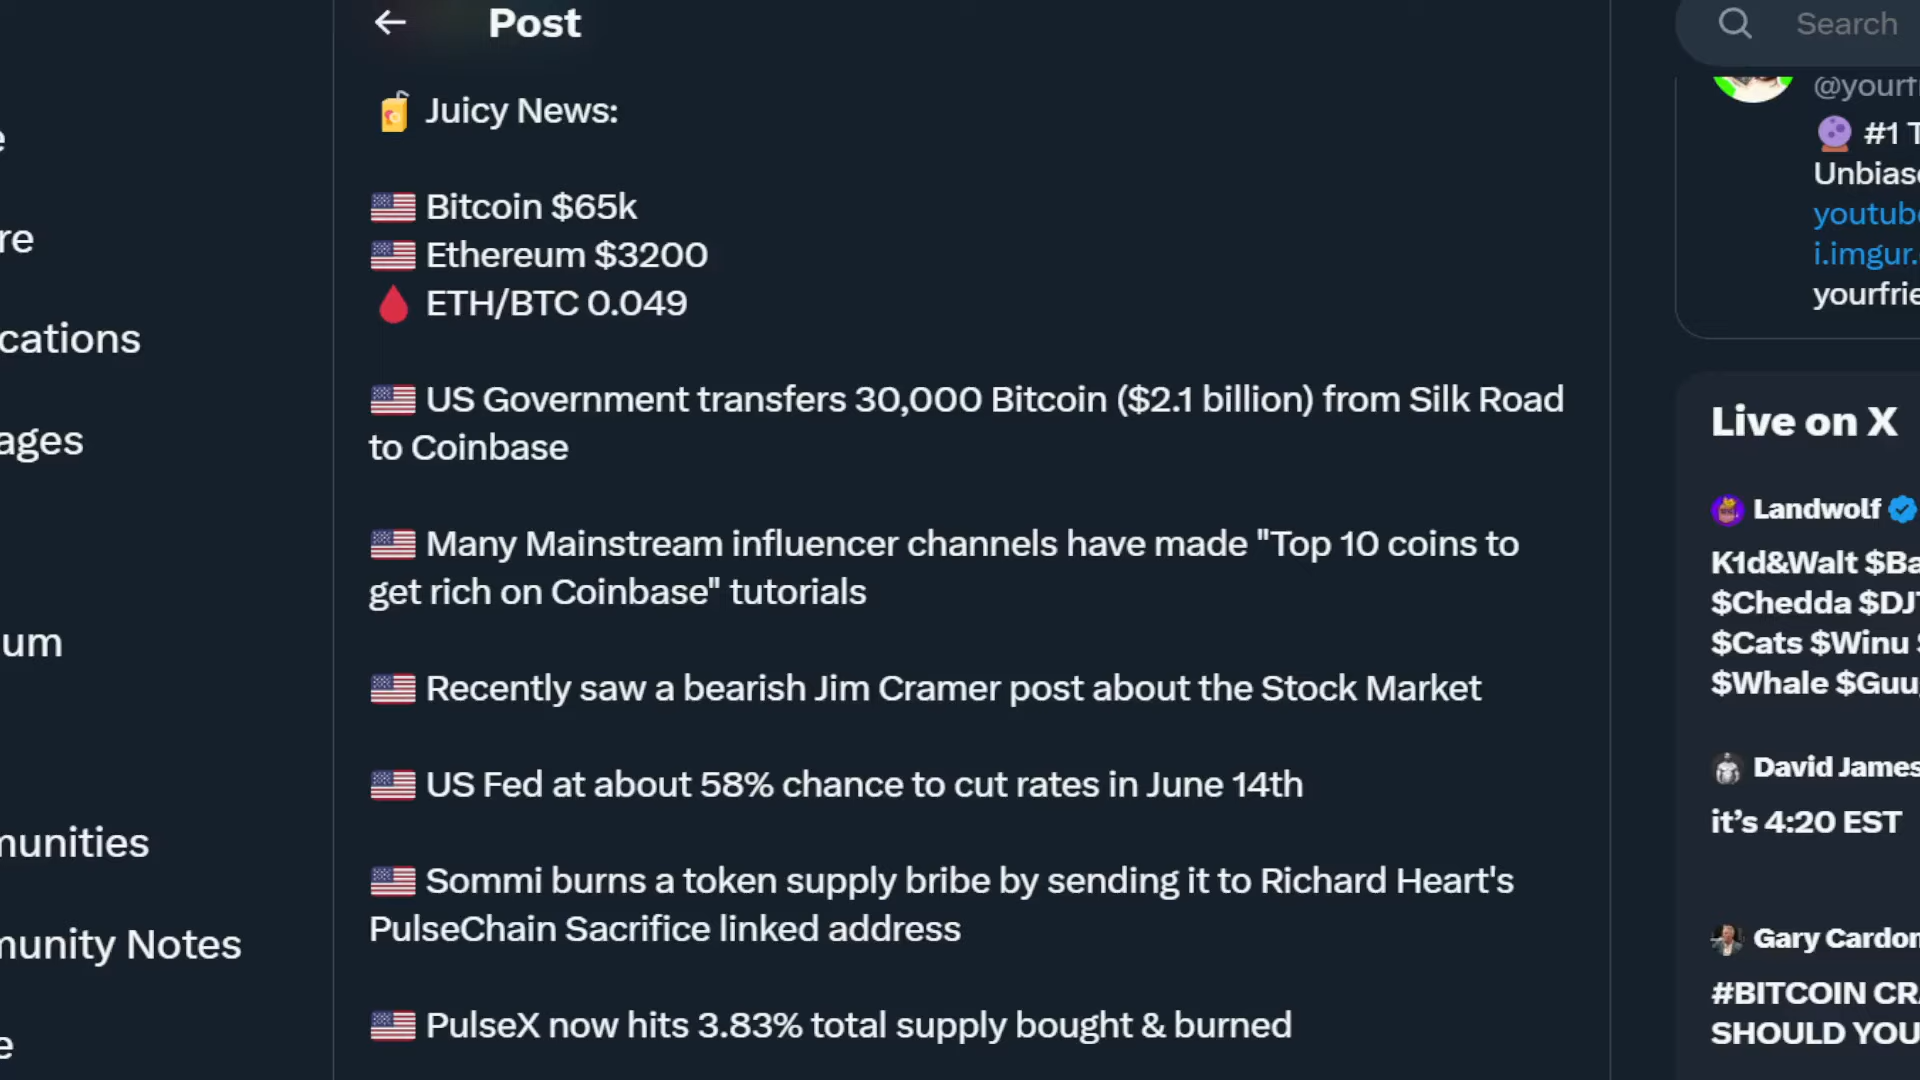 Post
Search
Juicy News:
Bitcoin $65k
Ethereum $3200
ETH/BTC 0.049
US Government transfers 30,000 Bitcoin ($2.1 billion) from Silk Road
to Coinbase
Many Mainstream influencer channels have made "Top 10 coins to
get rich on Coinbase" tutorials
Recently saw a bearish Jim Cramer post about the Stock Market
US Fed at about 58% chance to cut rates in June 14th
Sommi burns a token supply bribe by sending it to Richard Heart's
PulseChain Sacrifice linked address
PulseX now hits 3.83% total supply bought & burned
e
re
cations
ages
um
munities
munity Notes
e
@yourf
#1 T
Unbiase
youtube
i.imgur.
yourfrie
Live on X
Landwolf
K1d&Walt $Ba
$Chedda $DJT
$Cats $Winu
$Whale $Guu
David James
it's 4:20 EST
Gary Cardon
#BITCOIN CRA
SHOULD YOU